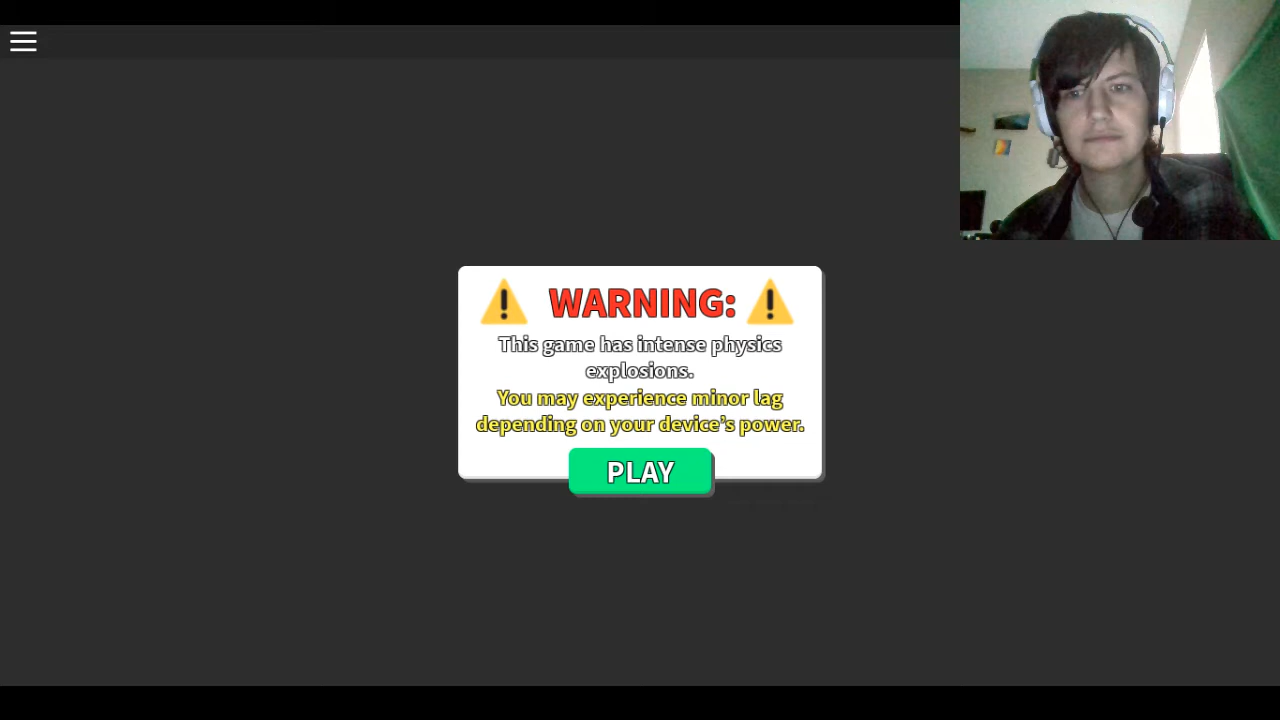 WARNING:
This game has intense physics
explosions.
You may experience minor lag
depending on your device's power.
PLAY